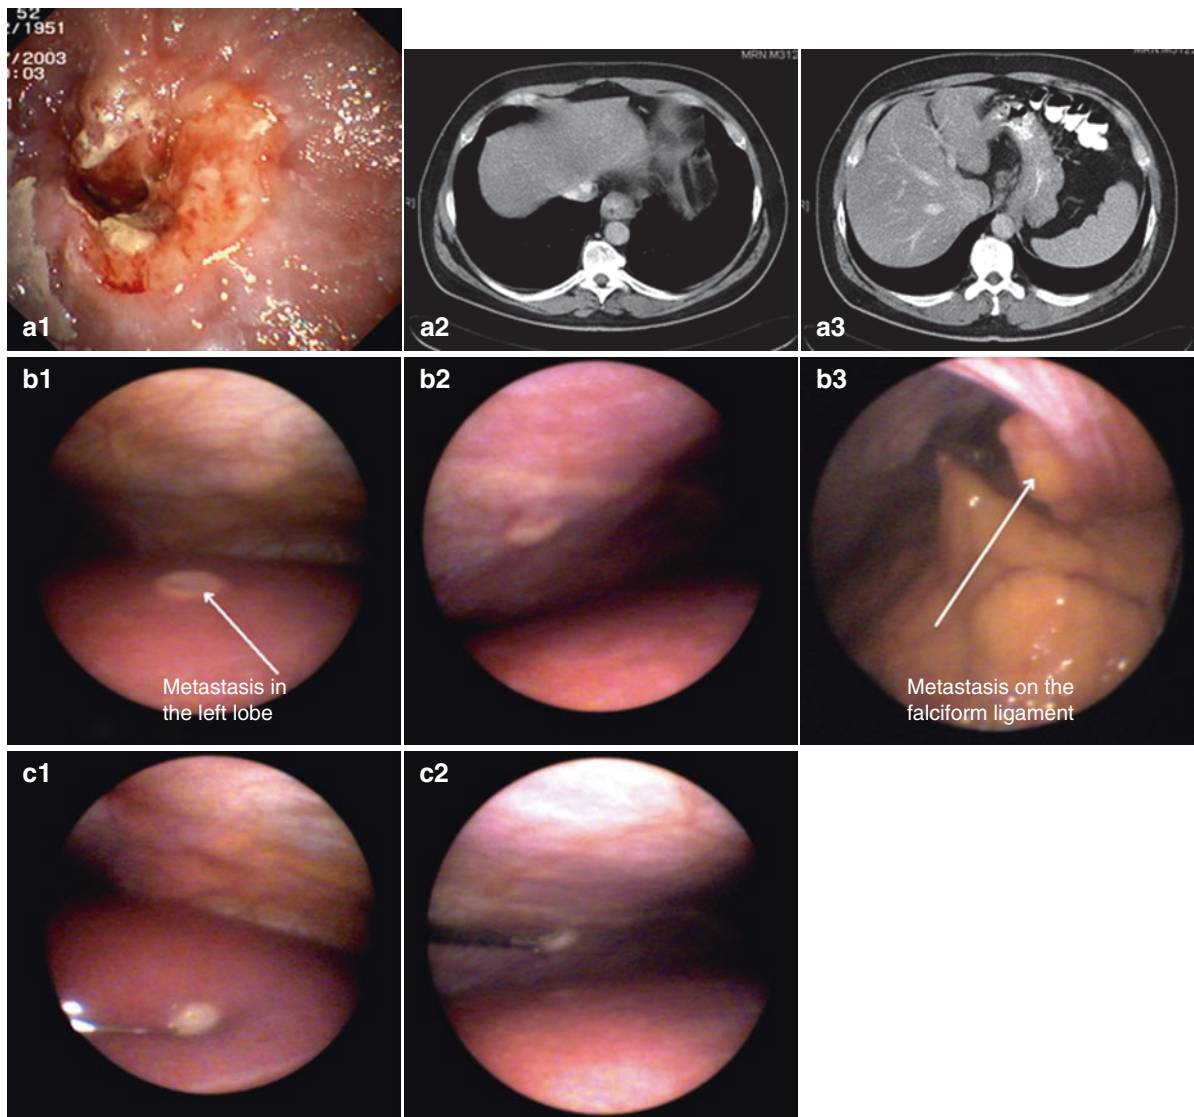 52
/1951
/2003
:03
a1
MRN:M312
a2
a3
b1
Metastasis in
the left lobe
b2
b3
Metastasis on the
falciform ligament
c1
c2